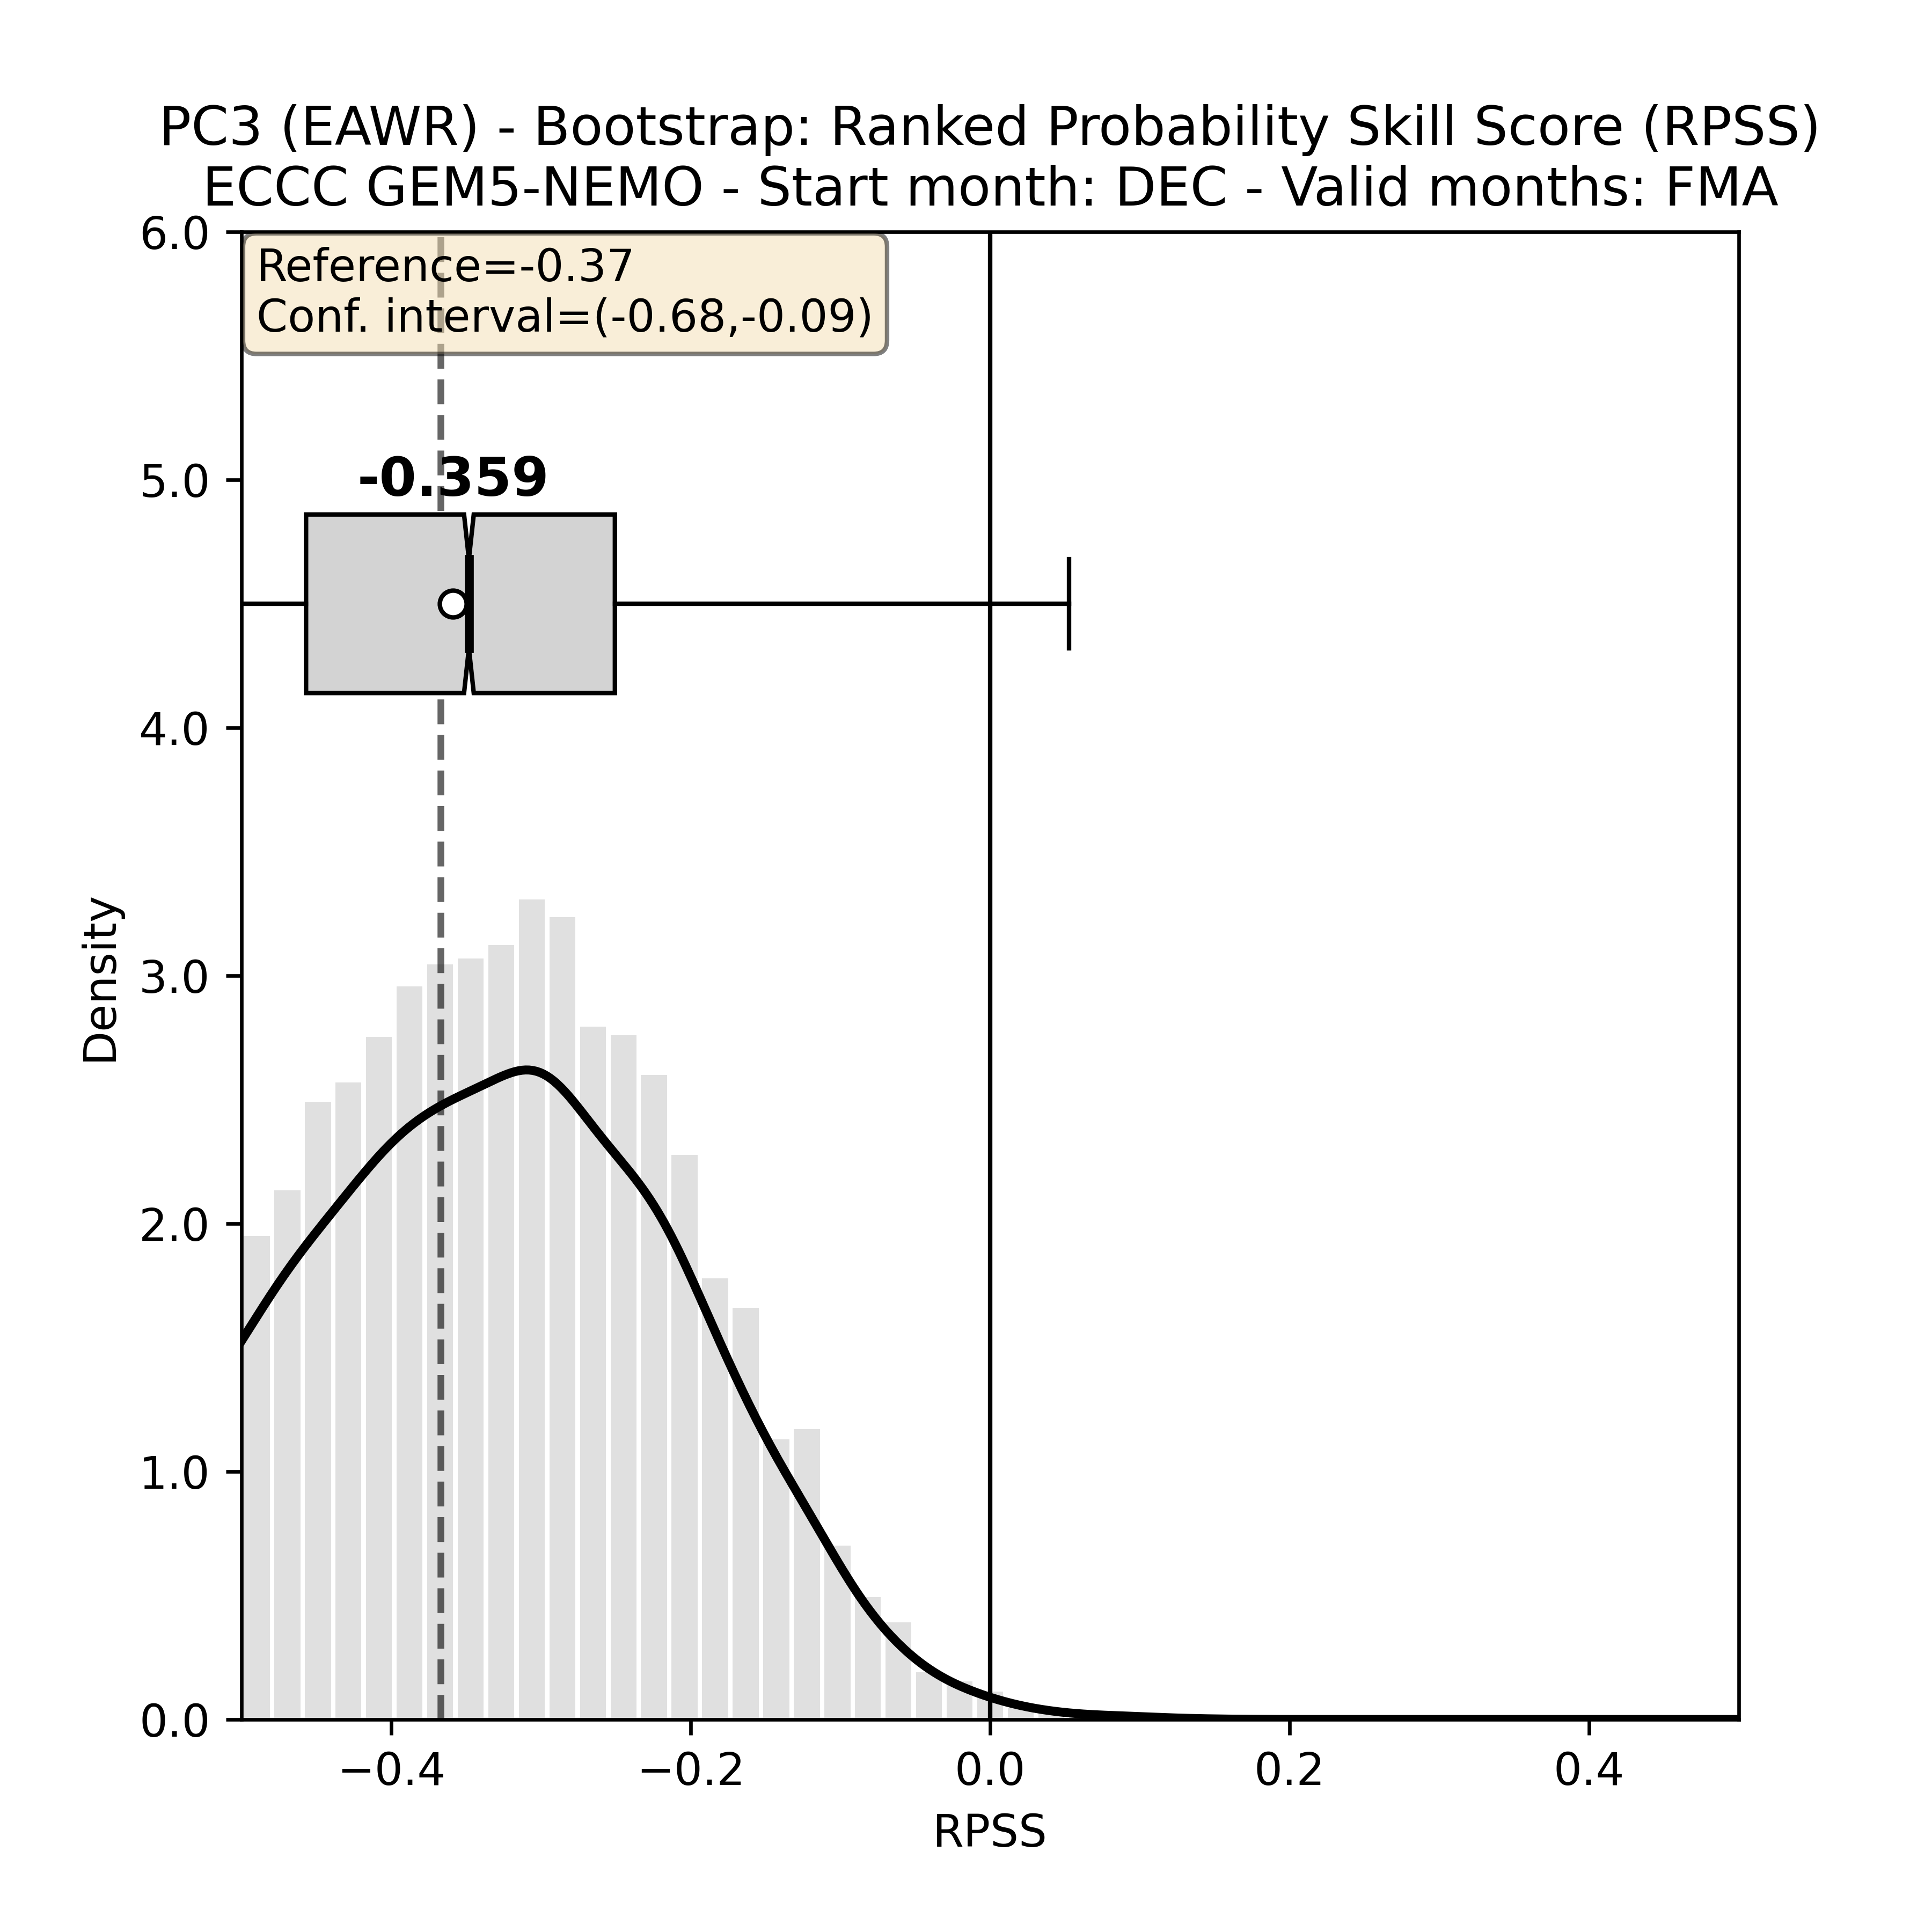 PC3 (EAWR) - Bootstrap: Ranked Probability Skill Score (RPSS)
ECCC GEM5-NEMO - Start month: DEC - Valid months: FMA
6.0
Reference=-0.37
Conf. interval=(-0.68,-0.09)
5.0
-0.359
4.0
3.0
Density
2.0
1.0
0.0
−0.4 −0.2 0.0 0.2 0.4
RPSS